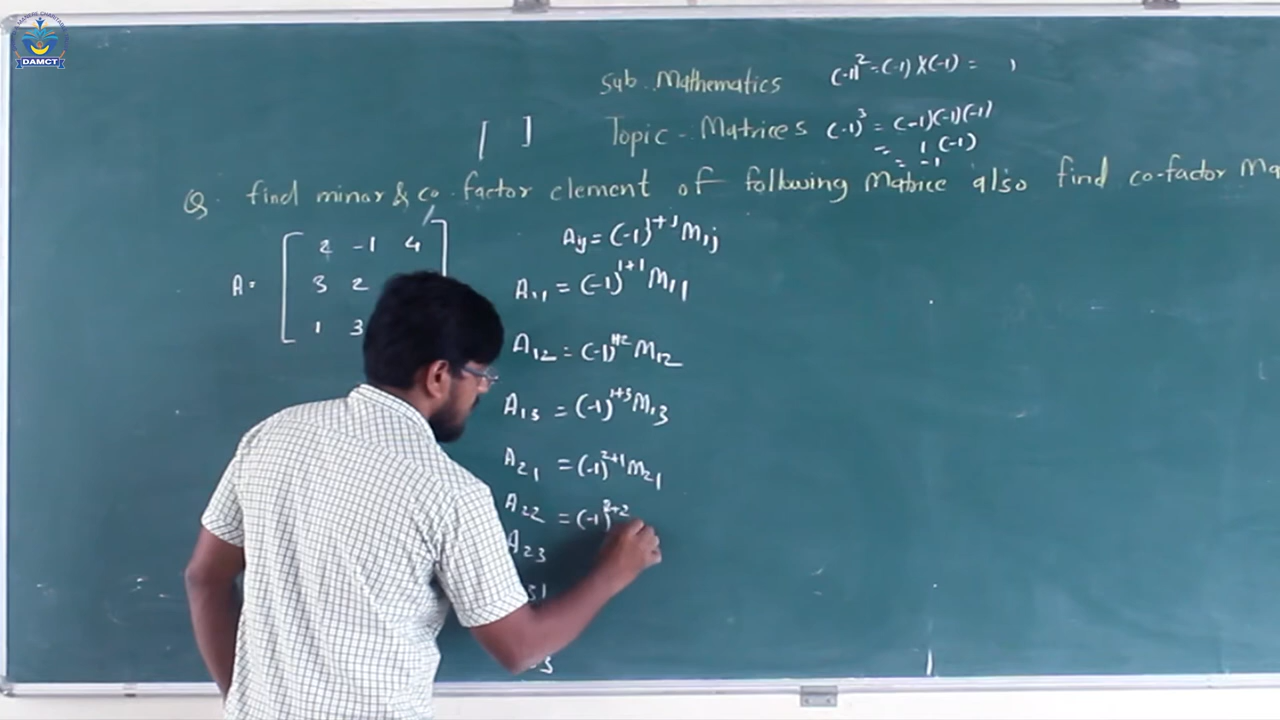 DAMCT
Sub. Mathematics
(-1)² = (-1) X (-1) = 1
[ ]
Topic - Matrices
(-1)³ = (-1)(-1)(-1)
= 1 (-1)
= -1
Q. find minor & co-factor element of following Matrice also find co-factor Ma
A =
2 -1 4
3 2
1 3
A₁₁ = (-1)¹⁺¹ M₁₁
A₁₂ = (-1)¹⁺² M₁₂
A₁₃ = (-1)¹⁺³ M₁₃
A₂₁ = (-1)²⁺¹ M₂₁
A₂₂ = (-1)²⁺²
A₂₃
31
3